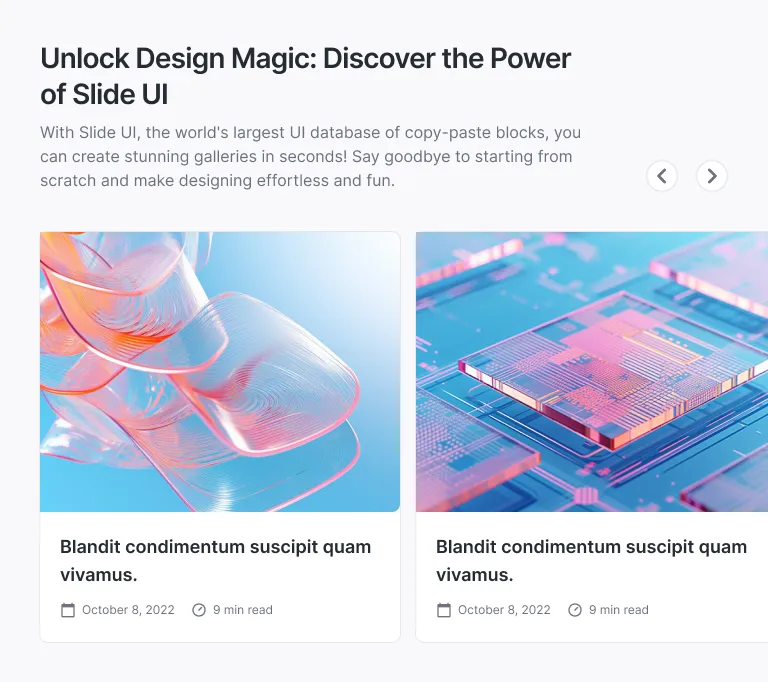 Unlock Design Magic: Discover the Power
of Slide UI
With Slide UI, the world's largest UI database of copy-paste blocks, you
can create stunning galleries in seconds! Say goodbye to starting from
scratch and make designing effortless and fun.
Blandit condimentum suscipit quam
vivamus.
October 8, 2022 9 min read
Blandit condimentum suscipit quam
vivamus.
October 8, 2022 9 min read